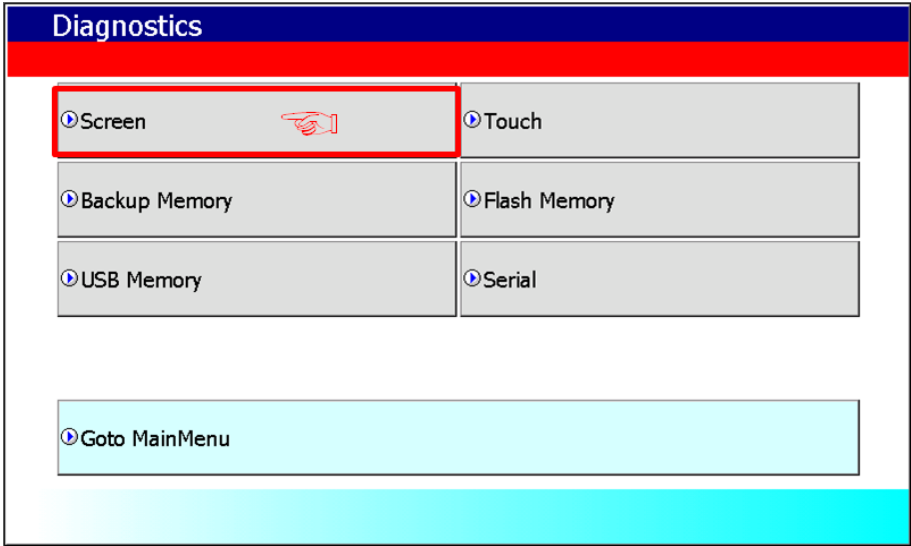 Diagnostics
Screen
Touch
Backup Memory
Flash Memory
USB Memory
Serial
Goto MainMenu